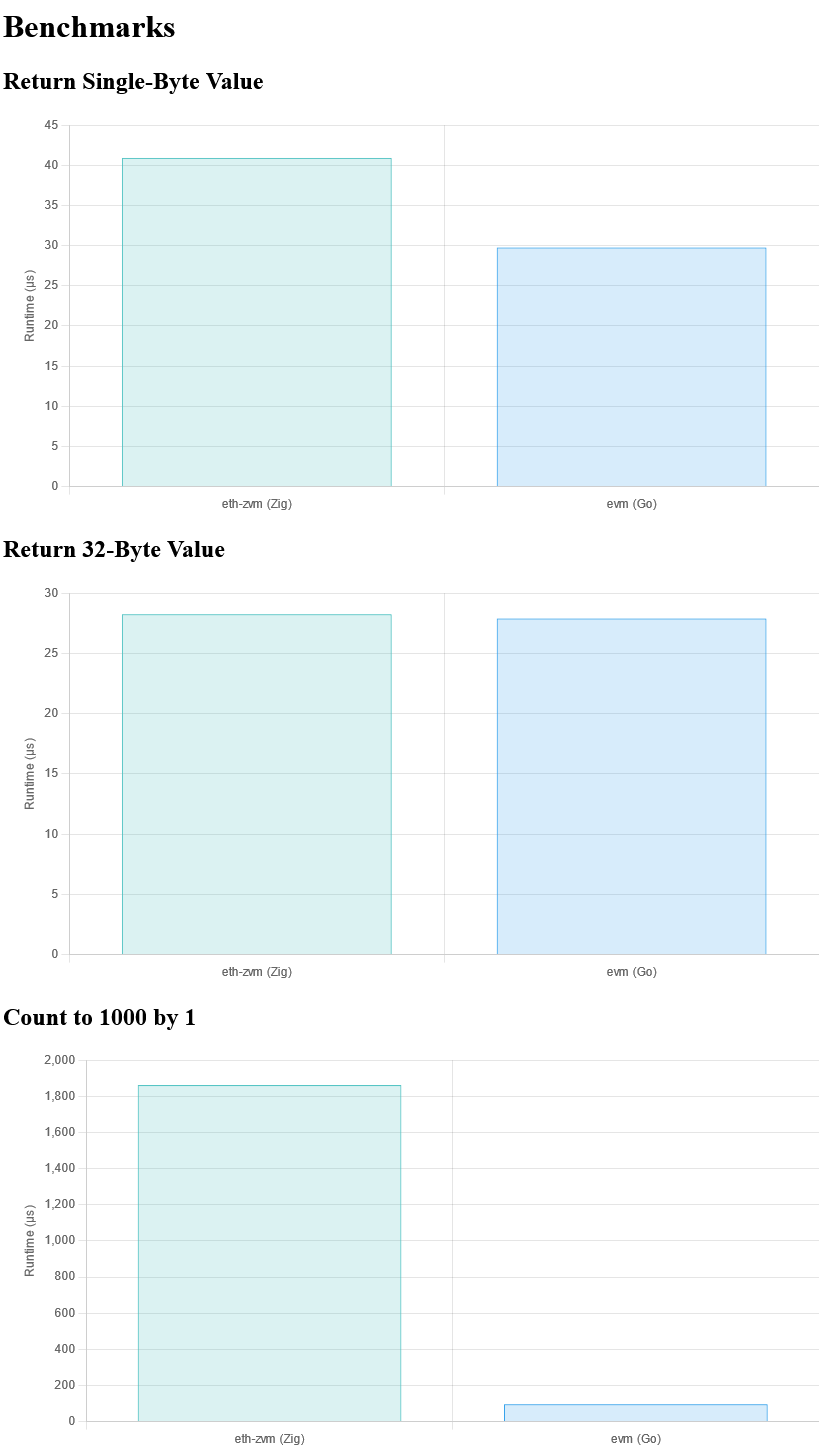 Benchmarks
Return Single-Byte Value
45
40
35
30
25
20
15
10
5
0
Runtime (µs)
eth-zvm (Zig)
evm (Go)
Return 32-Byte Value
30
25
20
15
10
5
0
Runtime (µs)
eth-zvm (Zig)
evm (Go)
Count to 1000 by 1
2,000
1,800
1,600
1,400
1,200
1,000
800
600
400
200
0
Runtime (µs)
eth-zvm (Zig)
evm (Go)